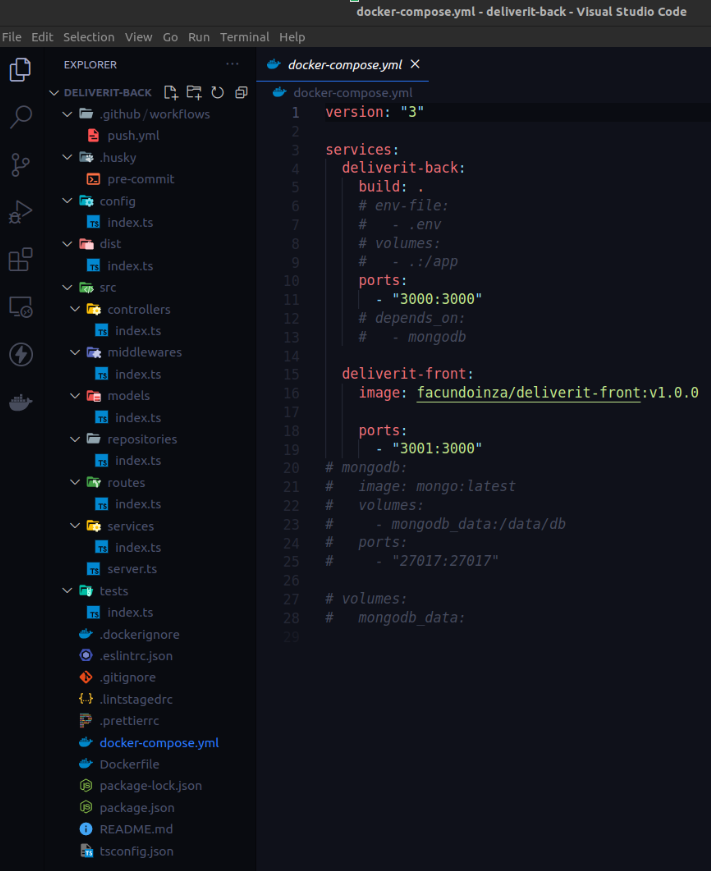 docker-compose.yml - deliverit-back - Visual Studio Code
File Edit Selection View Go Run Terminal Help
EXPLORER
DELIVERIT-BACK
.github / workflows
push.yml
.husky
pre-commit
config
index.ts
dist
index.ts
src
controllers
index.ts
middlewares
index.ts
models
index.ts
repositories
index.ts
routes
index.ts
services
index.ts
server.ts
tests
index.ts
.dockerignore
.eslintrc.json
.gitignore
.lintstagedrc
.prettierrc
docker-compose.yml
Dockerfile
package-lock.json
package.json
README.md
tsconfig.json
docker-compose.yml
docker-compose.yml
1 version: "3"
2
3 services:
4   deliverit-back:
5     build: .
6     # env-file:
7     #   - .env
8     # volumes:
9     #   - .:/app
10     ports:
11       - "3000:3000"
12     # depends_on:
13     #   - mongodb
14
15   deliverit-front:
16     image: facundoinza/deliverit-front:v1.0.0
17
18     ports:
19       - "3001:3000"
20 # mongodb:
21 #   image: mongo:latest
22 #   volumes:
23 #     - mongodb_data:/data/db
24 #   ports:
25 #     - "27017:27017"
26
27 # volumes:
28 #   mongodb_data:
29